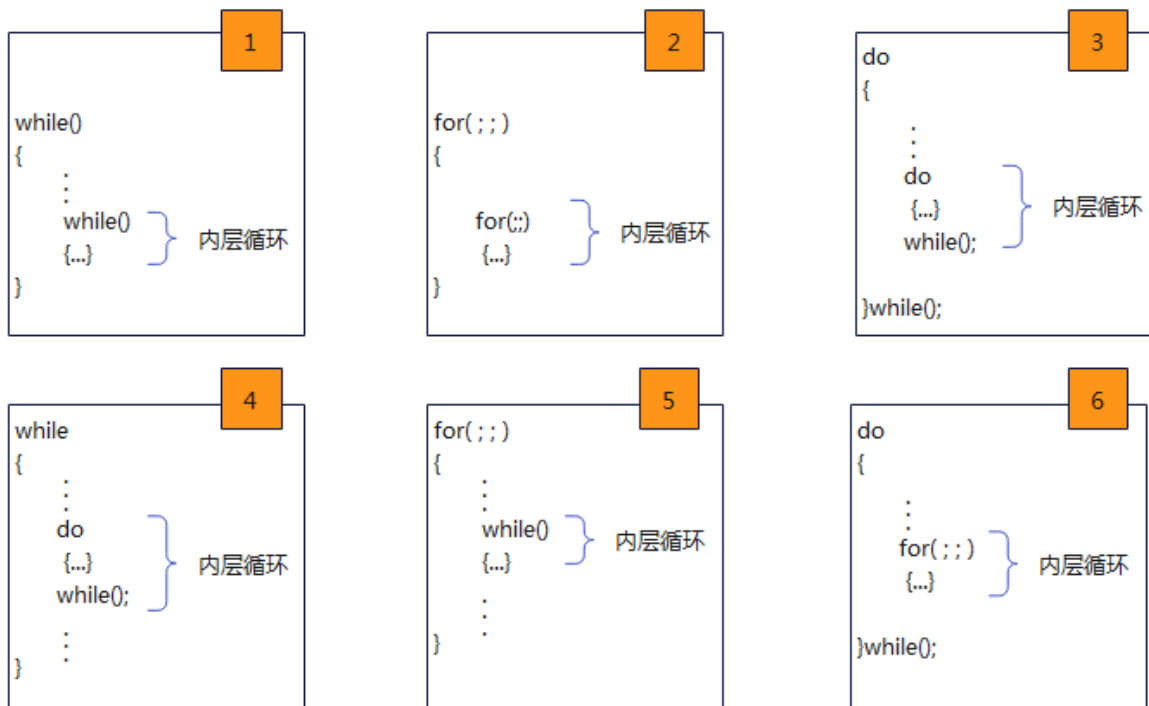 1
while()
{
⋮
while()
{...}
内层循环
}
2
for( ; ; )
{
for(;;)
{...}
内层循环
}
3
do
{
⋮
do
{...}
while();
内层循环
}while();
4
while
{
⋮
do
{...}
while();
内层循环
⋮
}
5
for( ; ; )
{
⋮
while()
{...}
内层循环
⋮
}
6
do
{
⋮
for( ; ; )
{...}
内层循环
}while();